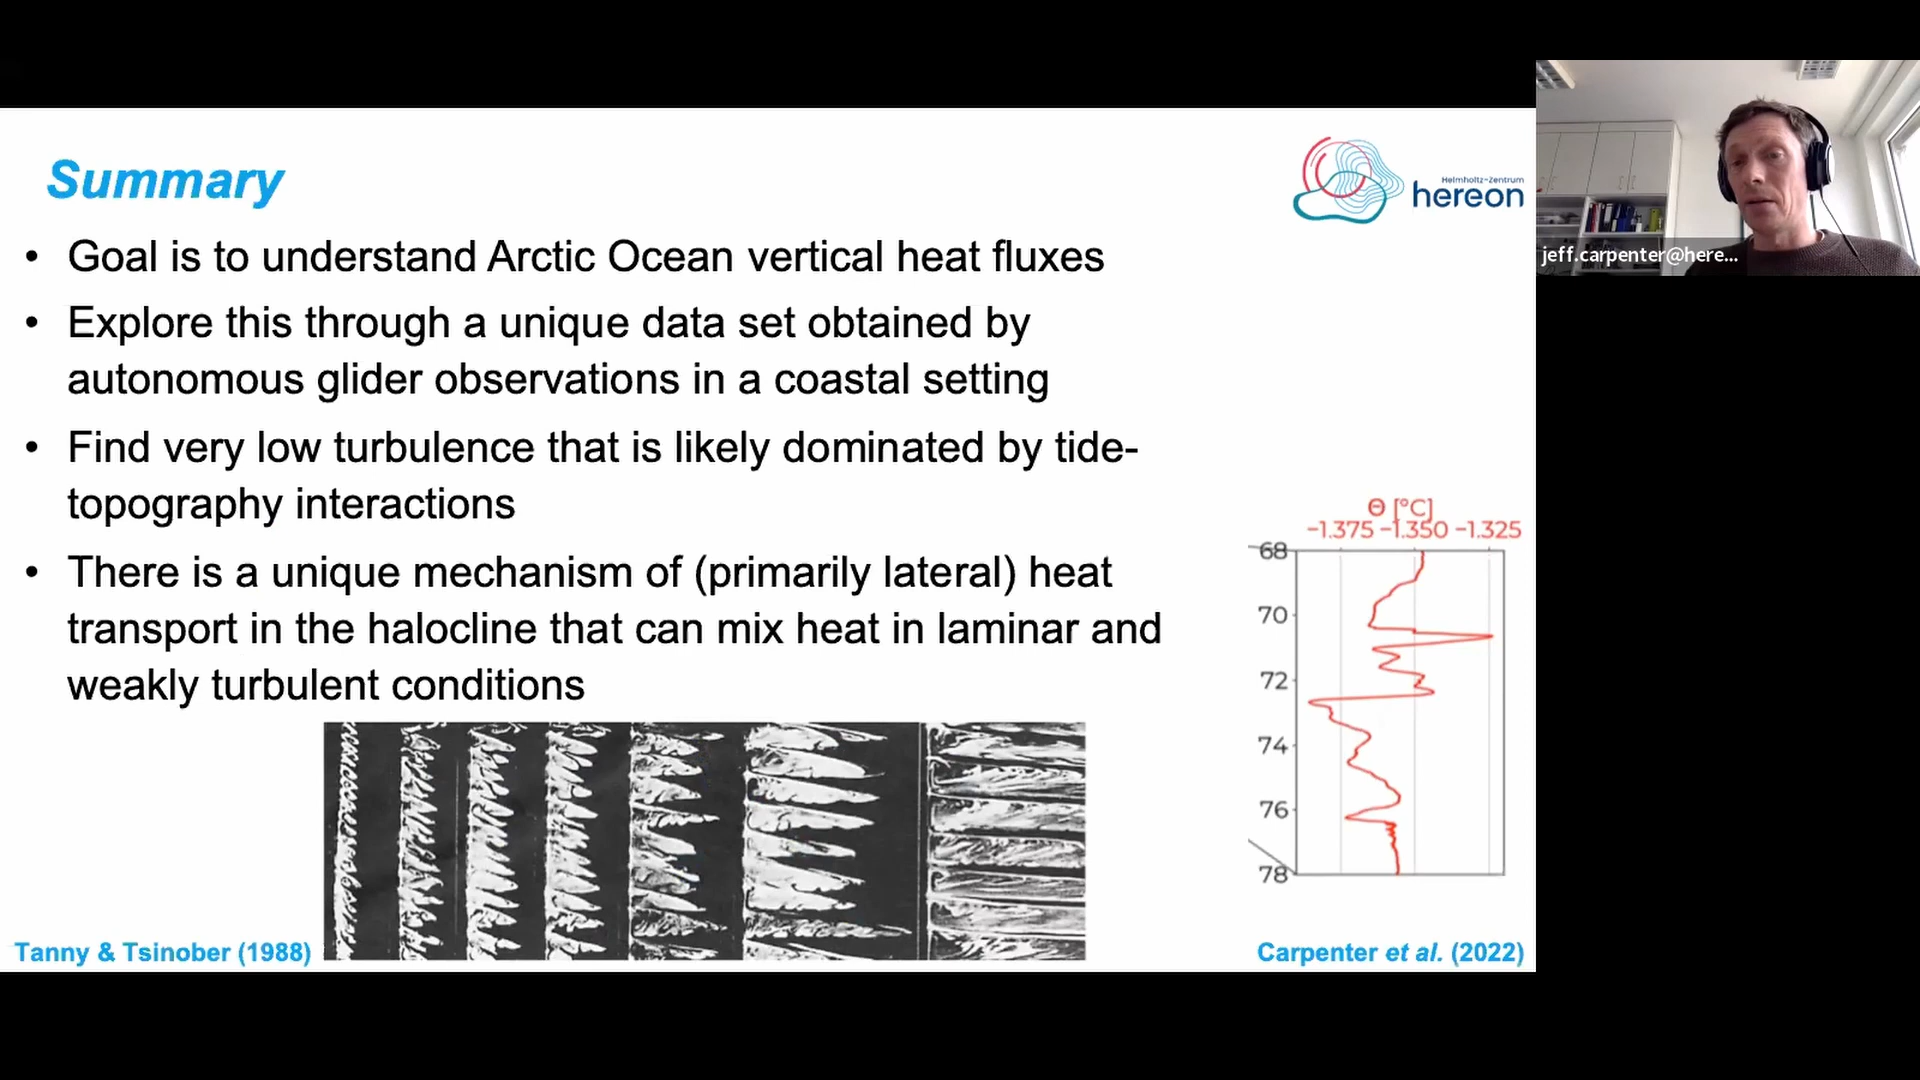 Summary
Helmholtz-Zentrum
hereon
• Goal is to understand Arctic Ocean vertical heat fluxes
• Explore this through a unique data set obtained by
autonomous glider observations in a coastal setting
• Find very low turbulence that is likely dominated by tide-
topography interactions
• There is a unique mechanism of (primarily lateral) heat
transport in the halocline that can mix heat in laminar and
weakly turbulent conditions
Θ [°C]
−1.375 −1.350 −1.325
68
70
72
74
76
78
Tanny & Tsinober (1988)
Carpenter et al. (2022)
jeff.carpenter@here...